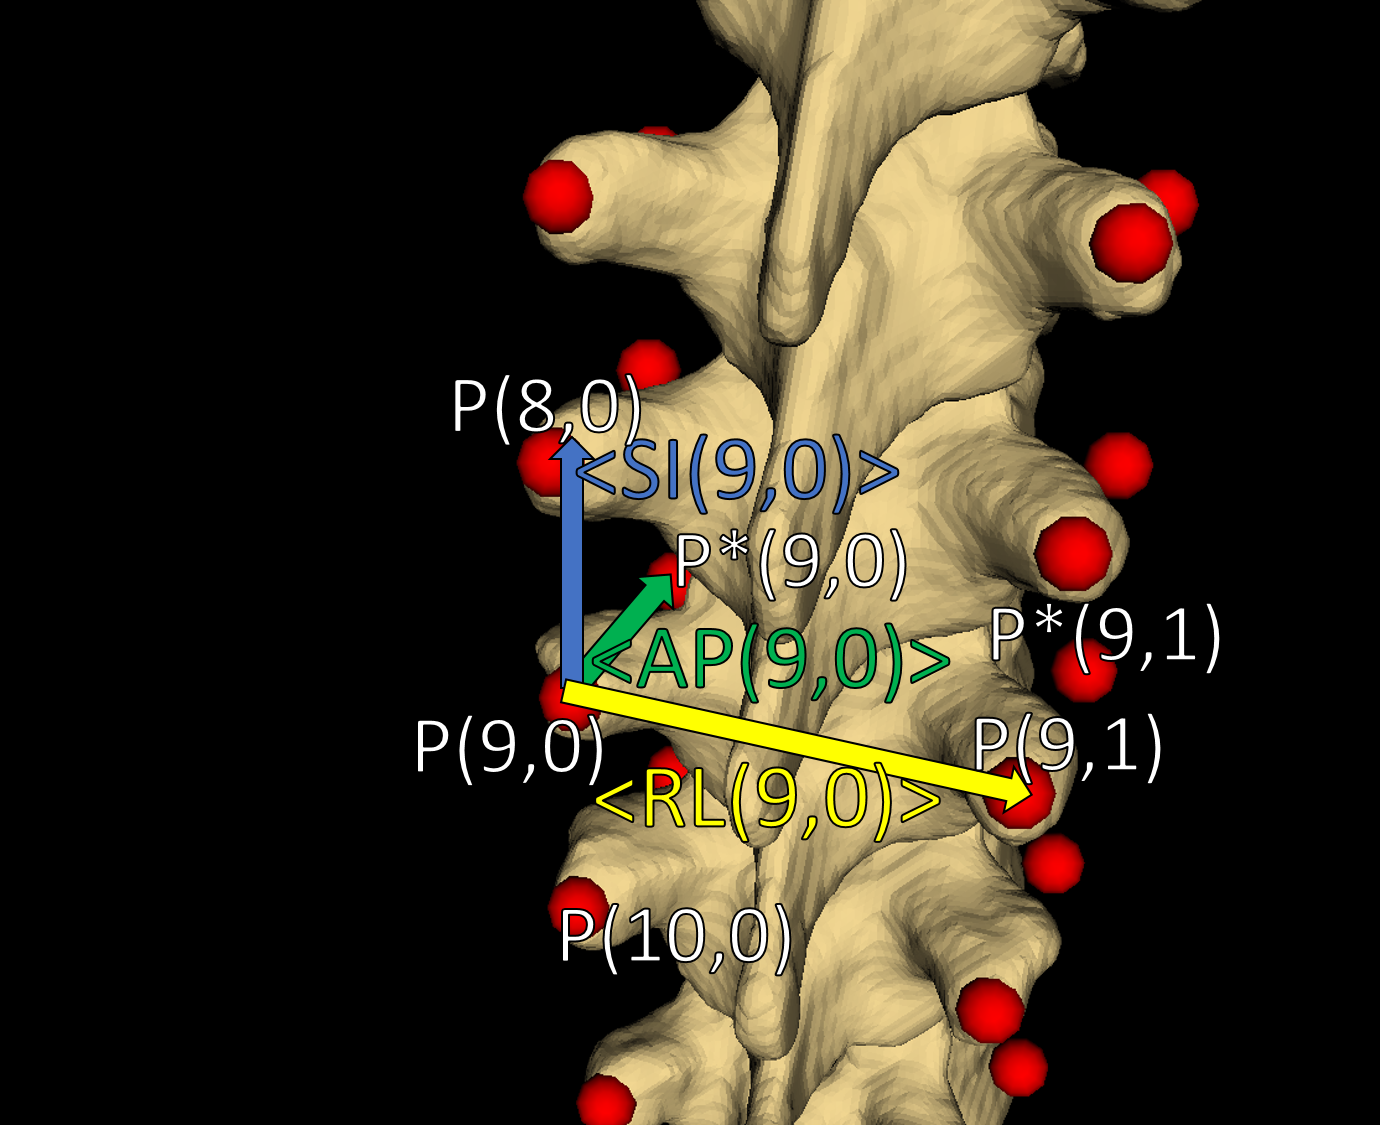 P(8,0)
<SI(9,0)>
P*(9,0)
P*(9,1)
<AP(9,0)>
P(9,0)
P(9,1)
<RL(9,0)>
P(10,0)